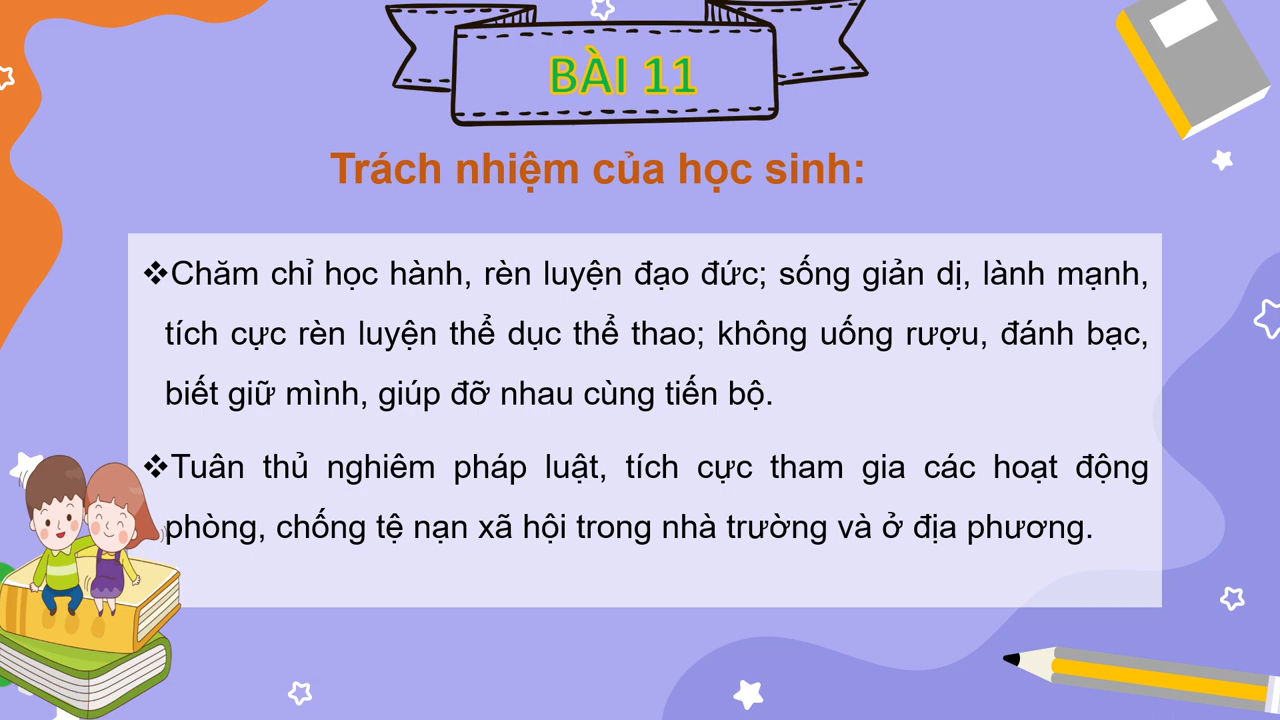 BÀI 11
Trách nhiệm của học sinh:
❖Chăm chỉ học hành, rèn luyện đạo đức; sống giản dị, lành mạnh,
tích cực rèn luyện thể dục thể thao; không uống rượu, đánh bạc,
biết giữ mình, giúp đỡ nhau cùng tiến bộ.
❖Tuân thủ nghiêm pháp luật, tích cực tham gia các hoạt động
phòng, chống tệ nạn xã hội trong nhà trường và ở địa phương.